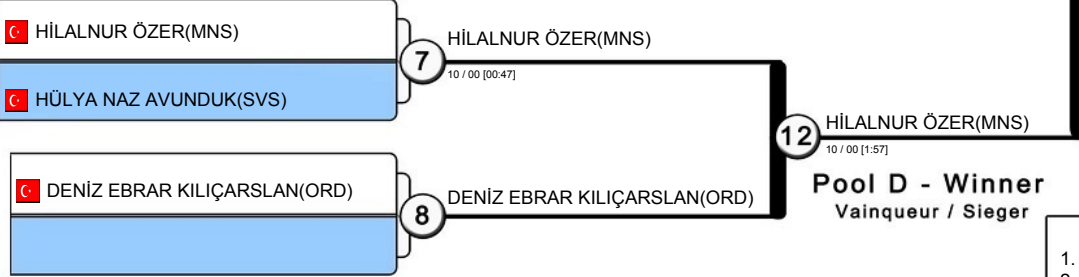 HİLALNUR ÖZER(MNS)
HÜLYA NAZ AVUNDUK(SVS)
7
HİLALNUR ÖZER(MNS)
10 / 00 [00:47]
DENİZ EBRAR KILIÇARSLAN(ORD)
8
DENİZ EBRAR KILIÇARSLAN(ORD)
12
HİLALNUR ÖZER(MNS)
10 / 00 [1:57]
Pool D - Winner
Vainqueur / Sieger
1.